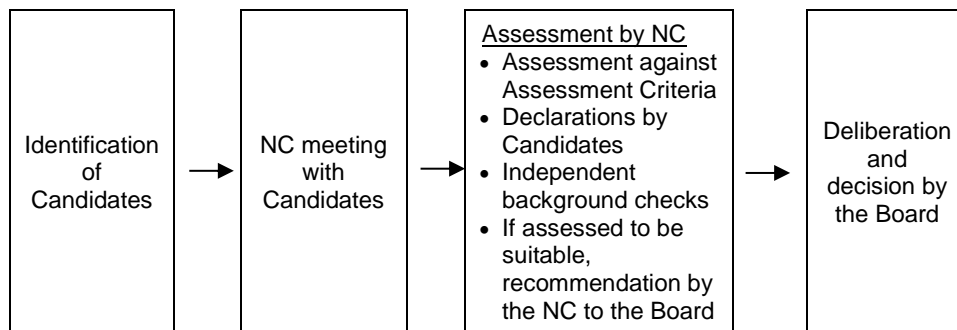 Identification
of
Candidates
NC meeting
with
Candidates
Assessment by NC
• Assessment against
Assessment Criteria
• Declarations by
Candidates
• Independent
background checks
• If assessed to be
suitable,
recommendation by
the NC to the Board
Deliberation
and
decision by
the Board